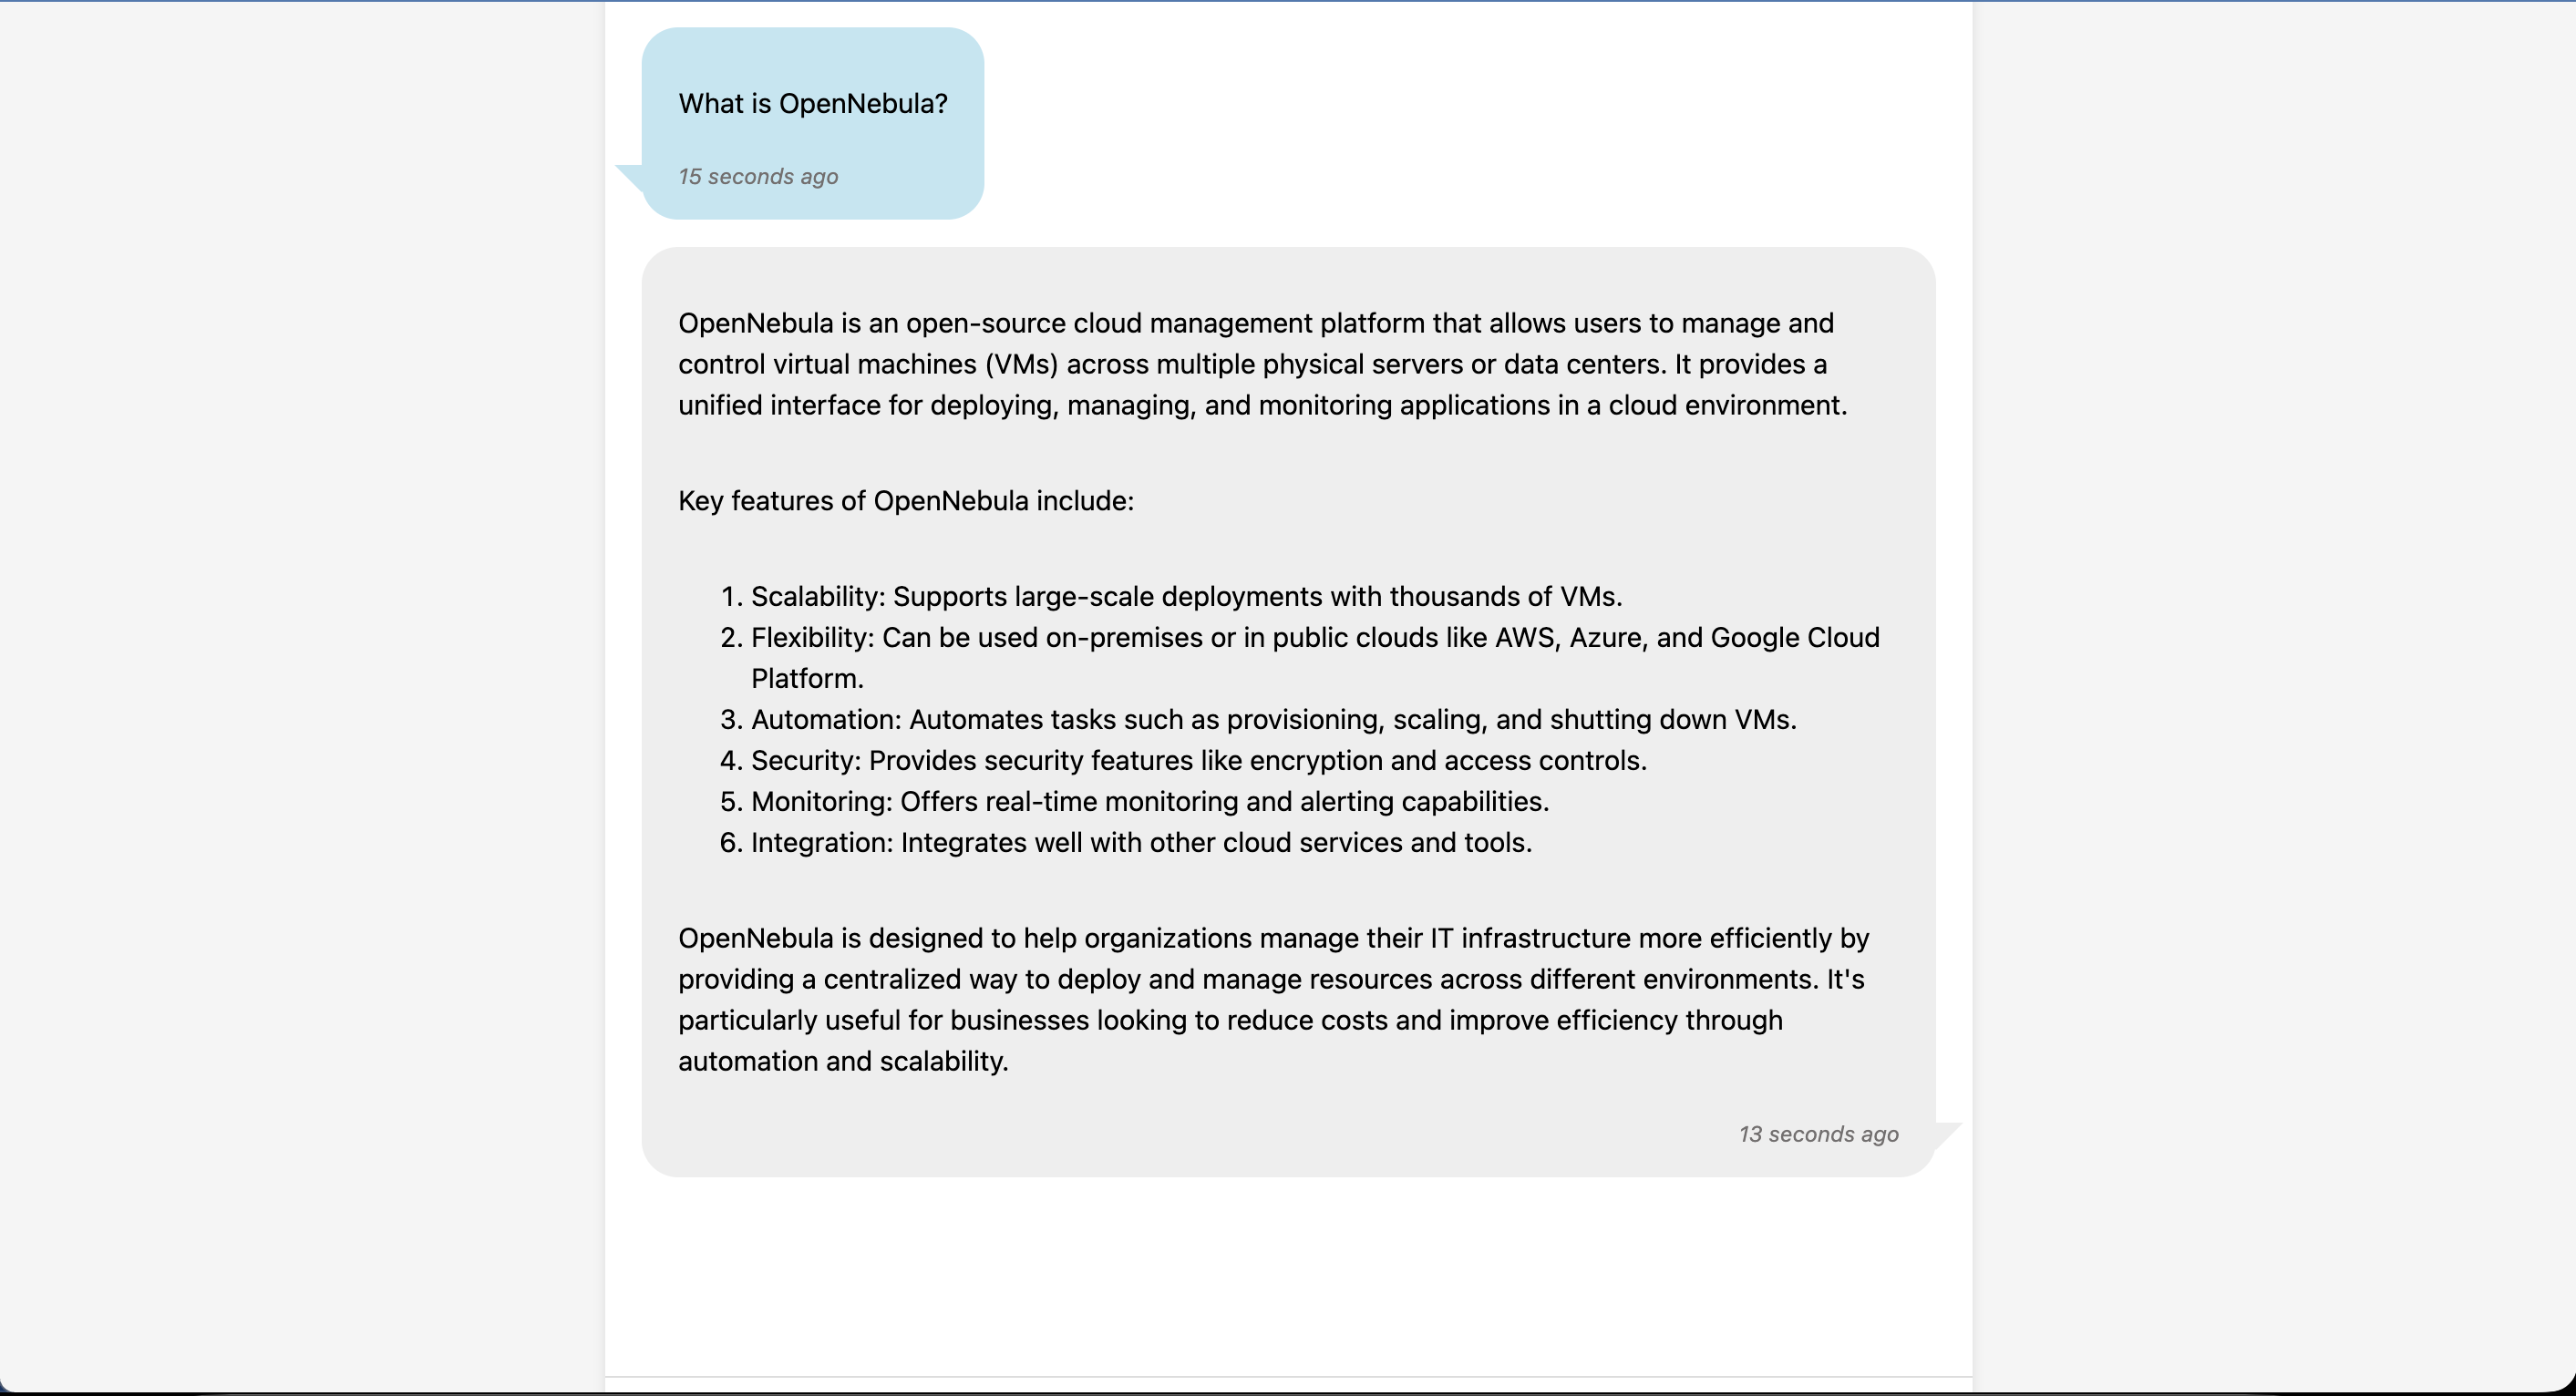 What is OpenNebula?
15 seconds ago
OpenNebula is an open-source cloud management platform that allows users to manage and
control virtual machines (VMs) across multiple physical servers or data centers. It provides a
unified interface for deploying, managing, and monitoring applications in a cloud environment.
Key features of OpenNebula include:
1. Scalability: Supports large-scale deployments with thousands of VMs.
2. Flexibility: Can be used on-premises or in public clouds like AWS, Azure, and Google Cloud
Platform.
3. Automation: Automates tasks such as provisioning, scaling, and shutting down VMs.
4. Security: Provides security features like encryption and access controls.
5. Monitoring: Offers real-time monitoring and alerting capabilities.
6. Integration: Integrates well with other cloud services and tools.
OpenNebula is designed to help organizations manage their IT infrastructure more efficiently by
providing a centralized way to deploy and manage resources across different environments. It's
particularly useful for businesses looking to reduce costs and improve efficiency through
automation and scalability.
13 seconds ago